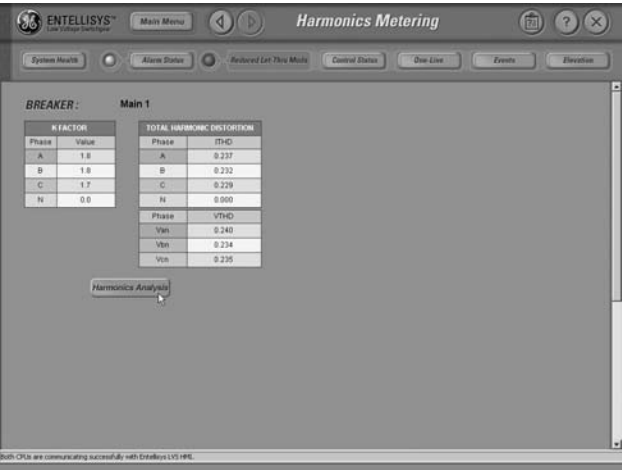 ENTELLISYS™
Low Voltage Switchgear
Main Menu
Harmonics Metering
?
System Health
Alarm Status
Reduced Let-Thru Mode
Control Status
One-Line
Events
Elevation
BREAKER : Main 1
K FACTOR
Phase Value
A 1.8
B 1.8
C 1.7
N 0.0
TOTAL HARMONIC DISTORTION
Phase ITHD
A 0.237
B 0.232
C 0.229
N 0.000
Phase VTHD
Van 0.240
Vbn 0.234
Vcn 0.235
Harmonics Analysis
Both CPUs are communicating successfully with Entellisys LVS HMI.